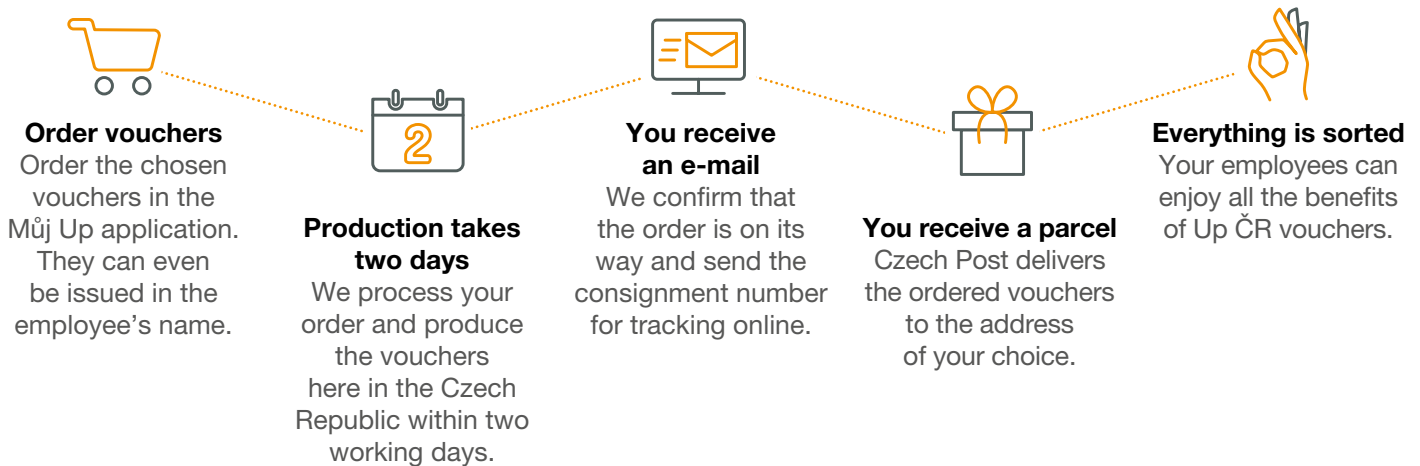 Order vouchers
Order the chosen
vouchers in the
Můj Up application.
They can even
be issued in the
employee’s name.
2
Production takes
two days
We process your
order and produce
the vouchers
here in the Czech
Republic within two
working days.
You receive
an e-mail
We confirm that
the order is on its
way and send the
consignment number
for tracking online.
You receive a parcel
Czech Post delivers
the ordered vouchers
to the address
of your choice.
Everything is sorted
Your employees can
enjoy all the benefits
of Up ČR vouchers.